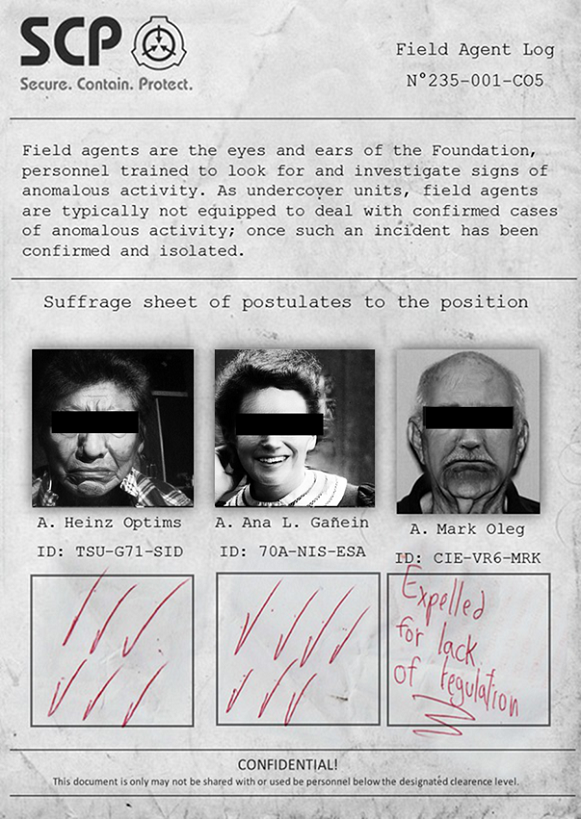 SCP
Secure. Contain. Protect.
Field Agent Log
N°235-001-CO5
Field agents are the eyes and ears of the Foundation,
personnel trained to look for and investigate signs of
anomalous activity. As undercover units, field agents
are typically not equipped to deal with confirmed cases
of anomalous activity; once such an incident has been
confirmed and isolated.
Suffrage sheet of postulates to the position
A. Heinz Optims
A. Ana L. Gañein
A. Mark Oleg
ID: TSU-G71-SID
ID: 70A-NIS-ESA
ID: CIE-VR6-MRK
Expelled
for lack
of regulation
CONFIDENTIAL!
This document is only may not be shared with or used be personnel below the designated clearence level.